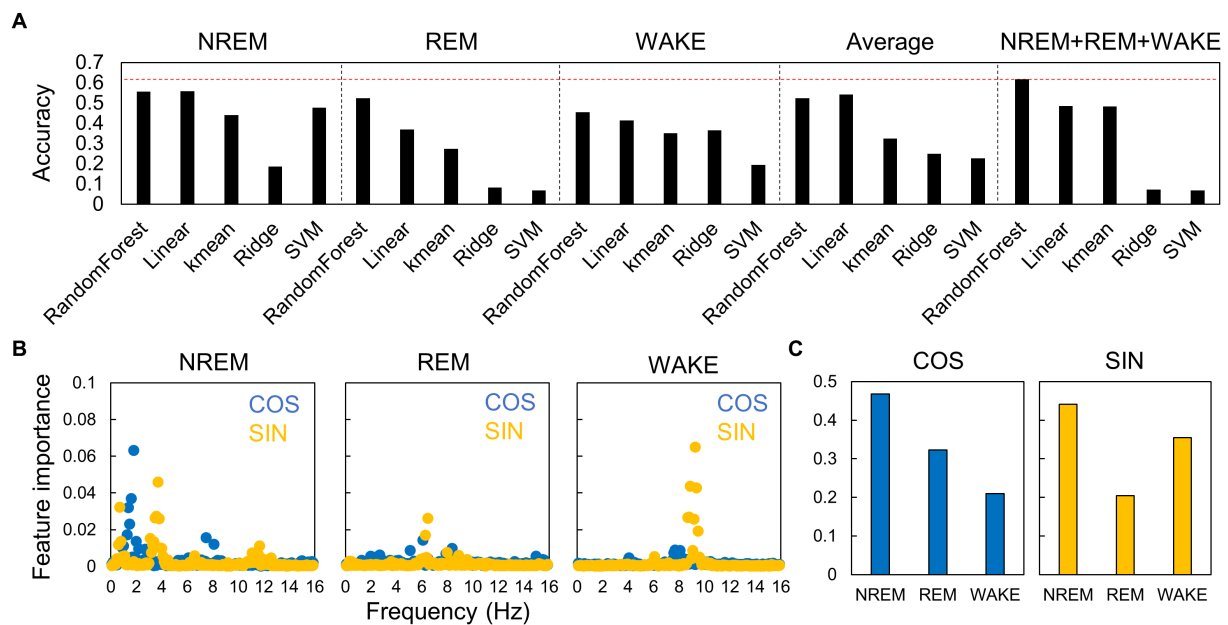 A
NREM REM WAKE Average NREM+REM+WAKE
Accuracy
0.7
0.6
0.5
0.4
0.3
0.2
0.1
0
RandomForest Linear kmean Ridge SVM RandomForest Linear kmean Ridge SVM RandomForest Linear kmean Ridge SVM RandomForest Linear kmean Ridge SVM RandomForest Linear kmean Ridge SVM
B
NREM REM WAKE
Feature importance
0.1
0.08
0.06
0.04
0.02
0
COS COS COS
SIN SIN SIN
0 2 4 6 8 10 12 14 16 0 2 4 6 8 10 12 14 16 0 2 4 6 8 10 12 14 16
Frequency (Hz)
C
COS SIN
0.5
0.4
0.3
0.2
0.1
0
NREM REM WAKE NREM REM WAKE